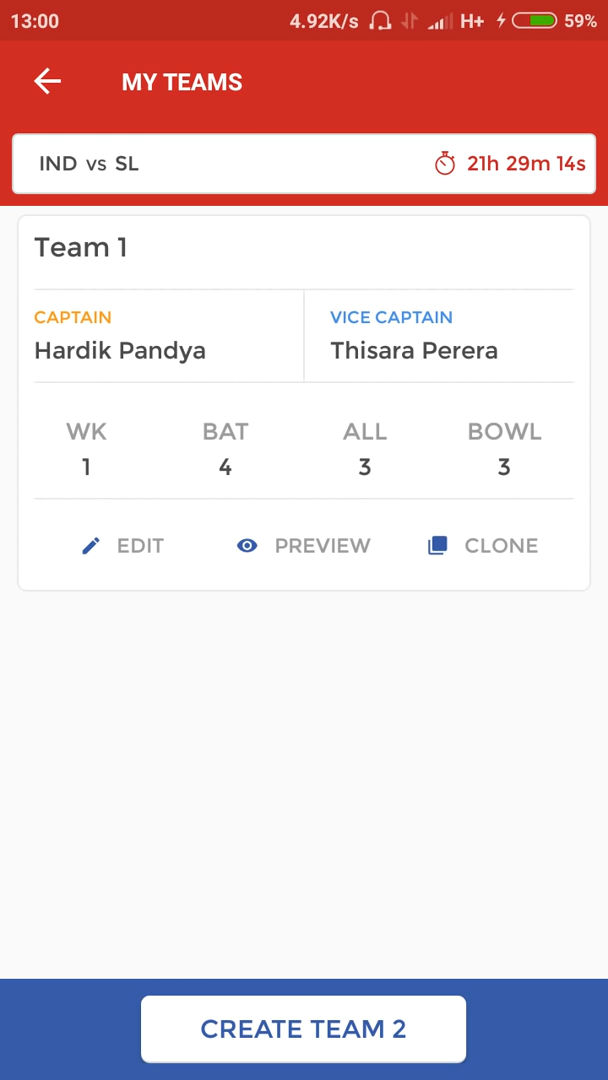 13:00 4.92K/s H+ 59%
MY TEAMS
IND vs SL 21h 29m 14s
Team 1
CAPTAIN VICE CAPTAIN
Hardik Pandya Thisara Perera
WK BAT ALL BOWL
1 4 3 3
EDIT PREVIEW CLONE
CREATE TEAM 2